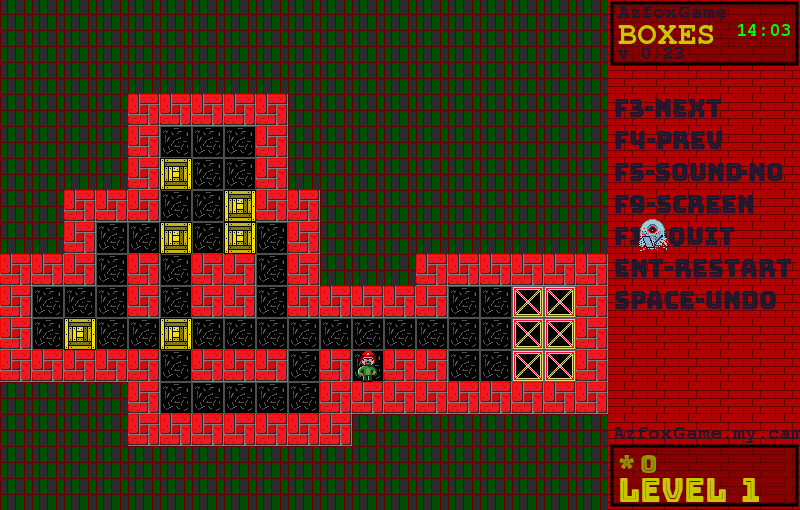 AzfoxGame
BOXES 14:03
v 0.23
F3-NEXT
F4-PREV
F5-SOUND-NO
F9-SCREEN
QUIT
ENT-RESTART
SPACE-UNDO
AzfoxGame.my.cam
*0
LEVEL 1